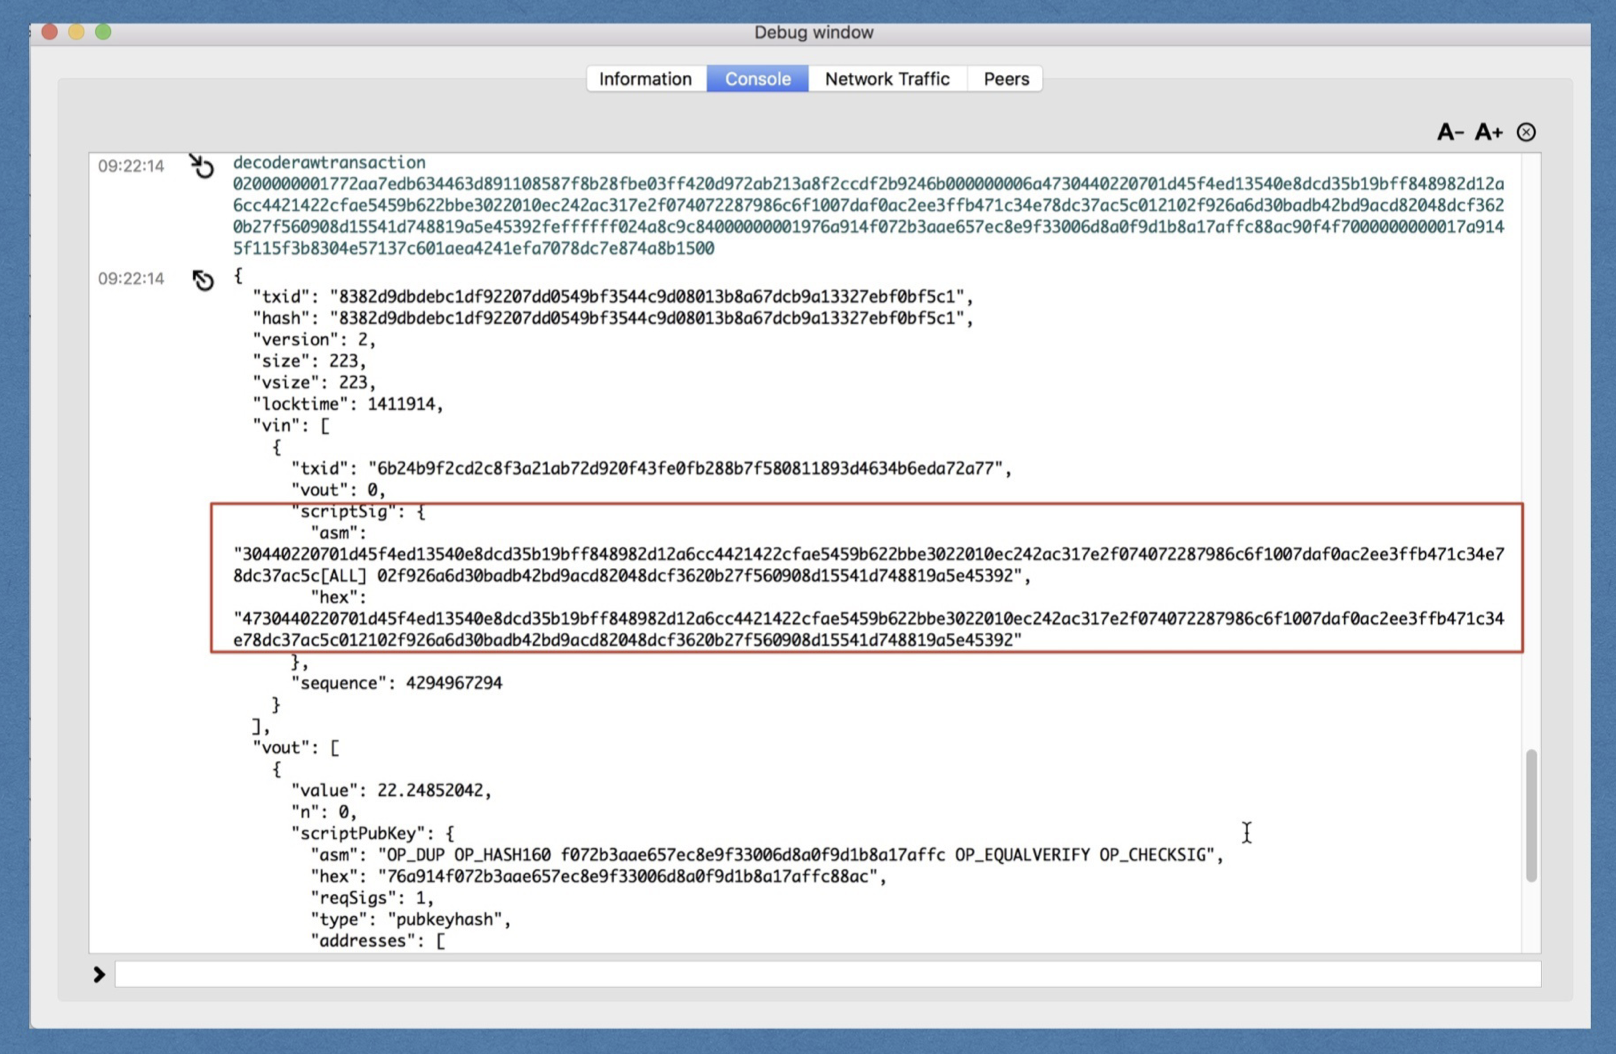 Debug window
Information Console Network Traffic Peers
A- A+
09:22:14 decoderawtransaction
0200000001772aa7edb634463d891108587f8b28fbe03ff420d972ab213a8f2ccdf2b9246b000000006a4730440220701d45f4ed13540e8dcd35b19bff848982d12a
6cc4421422cfae5459b622bbe3022010ec242ac317e2f074072287986c6f1007daf0ac2ee3ffb471c34e78dc37ac5c012102f926a6d30badb42bd9acd82048dcf362
0b27f560908d15541d748819a5e45392feffffff024a8c9c84000000001976a914f072b3aae657ec8e9f33006d8a0f9d1b8a17affc88ac90f4f7000000000017a914
5f115f3b8304e57137c601aea4241efa7078dc7e874a8b1500
09:22:14 {
"txid": "8382d9dbdebc1df92207dd0549bf3544c9d08013b8a67dcb9a13327ebf0bf5c1",
"hash": "8382d9dbdebc1df92207dd0549bf3544c9d08013b8a67dcb9a13327ebf0bf5c1",
"version": 2,
"size": 223,
"vsize": 223,
"locktime": 1411914,
"vin": [
{
"txid": "6b24b9f2cd2c8f3a21ab72d920f43fe0fb288b7f580811893d4634b6eda72a77",
"vout": 0,
"scriptSig": {
"asm":
"30440220701d45f4ed13540e8dcd35b19bff848982d12a6cc4421422cfae5459b622bbe3022010ec242ac317e2f074072287986c6f1007daf0ac2ee3ffb471c34e7
8dc37ac5c[ALL] 02f926a6d30badb42bd9acd82048dcf3620b27f560908d15541d748819a5e45392",
"hex":
"4730440220701d45f4ed13540e8dcd35b19bff848982d12a6cc4421422cfae5459b622bbe3022010ec242ac317e2f074072287986c6f1007daf0ac2ee3ffb471c34
e78dc37ac5c012102f926a6d30badb42bd9acd82048dcf3620b27f560908d15541d748819a5e45392"
},
"sequence": 4294967294
}
],
"vout": [
{
"value": 22.24852042,
"n": 0,
"scriptPubKey": {
"asm": "OP_DUP OP_HASH160 f072b3aae657ec8e9f33006d8a0f9d1b8a17affc OP_EQUALVERIFY OP_CHECKSIG",
"hex": "76a914f072b3aae657ec8e9f33006d8a0f9d1b8a17affc88ac",
"reqSigs": 1,
"type": "pubkeyhash",
"addresses": [